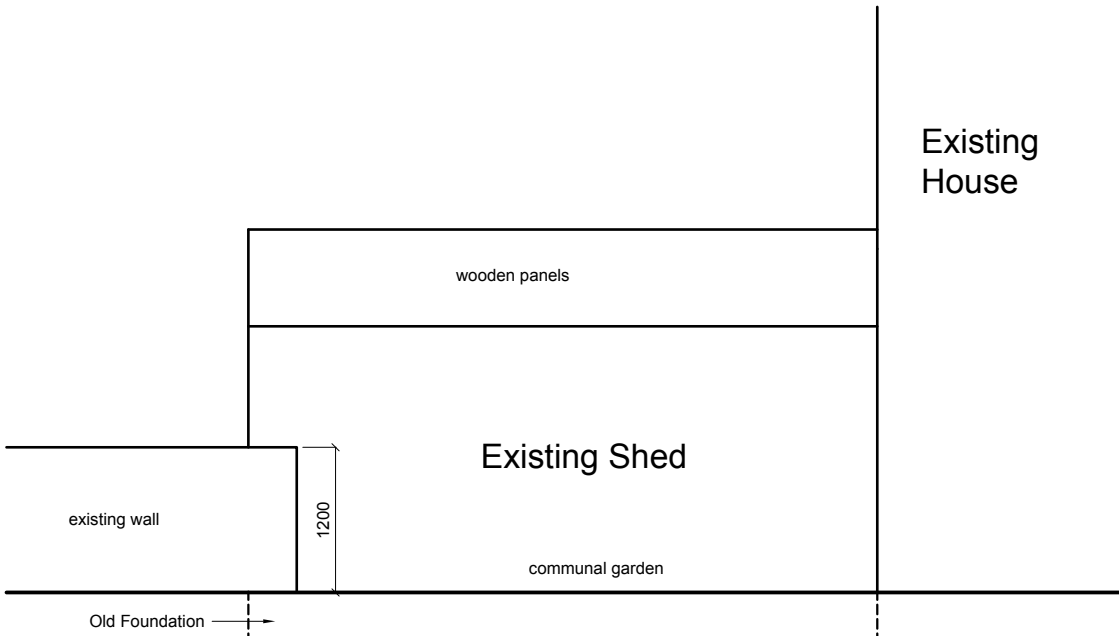 Existing
House
wooden panels
Existing Shed
existing wall
1200
communal garden
Old Foundation